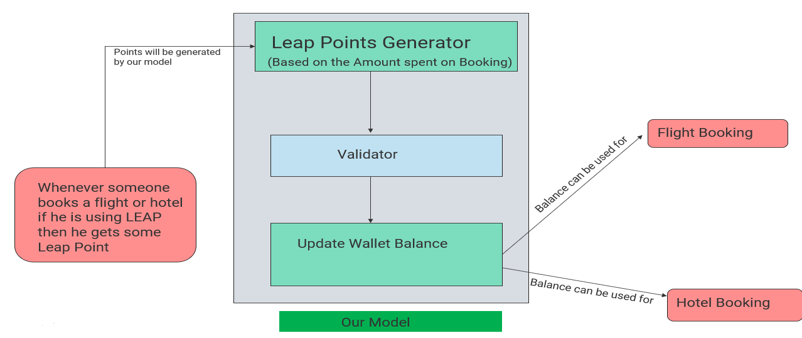 Leap Points Generator
(Based on the Amount spent on Booking)
Points will be generated
by our model
Whenever someone
books a flight or hotel
if he is using LEAP
then he gets some
Leap Point
Validator
Update Wallet Balance
Balance can be used for
Flight Booking
Balance can be used for
Hotel Booking
Our Model